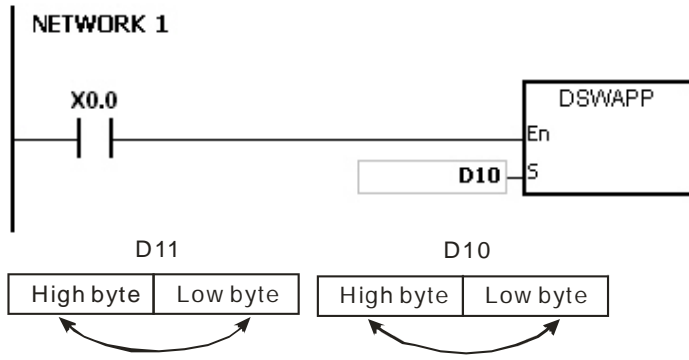 NETWORK 1
X0.0
DSWAPP
En
D10 S
D11 D10
High byte Low byte High byte Low byte